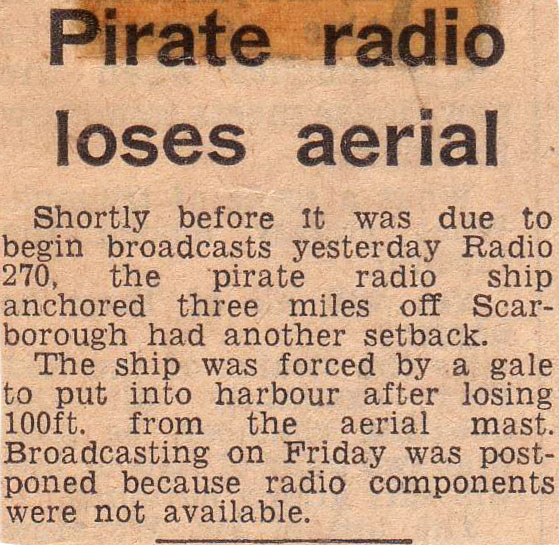 Pirate radio
loses aerial
Shortly before it was due to
begin broadcasts yesterday Radio
270, the pirate radio ship
anchored three miles off Scar-
borough had another setback.
The ship was forced by a gale
to put into harbour after losing
100ft. from the aerial mast.
Broadcasting on Friday was post-
poned because radio components
were not available.